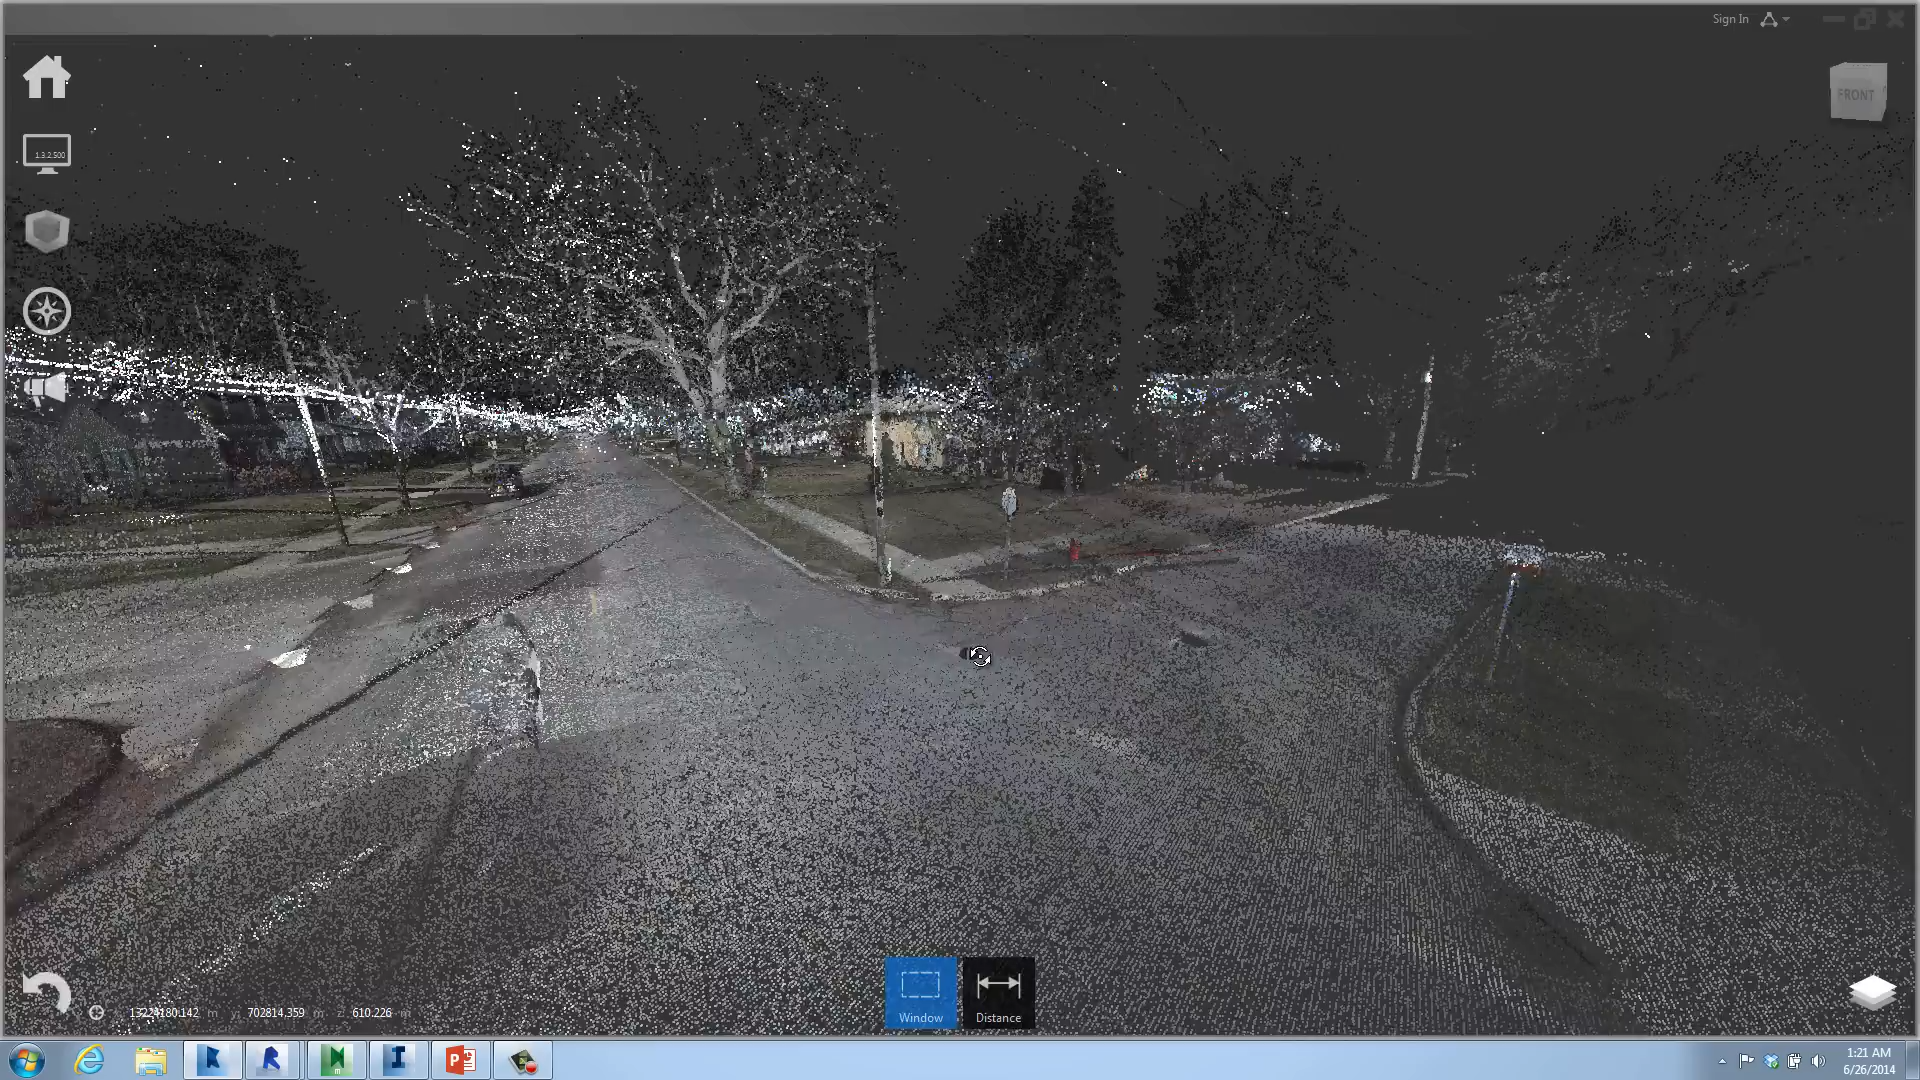 Sign In
FRONT
1.3.2.500
Window
Distance
13224180.142 m y: 702814.359 m z: 610.226 m
1:21 AM
6/26/2014